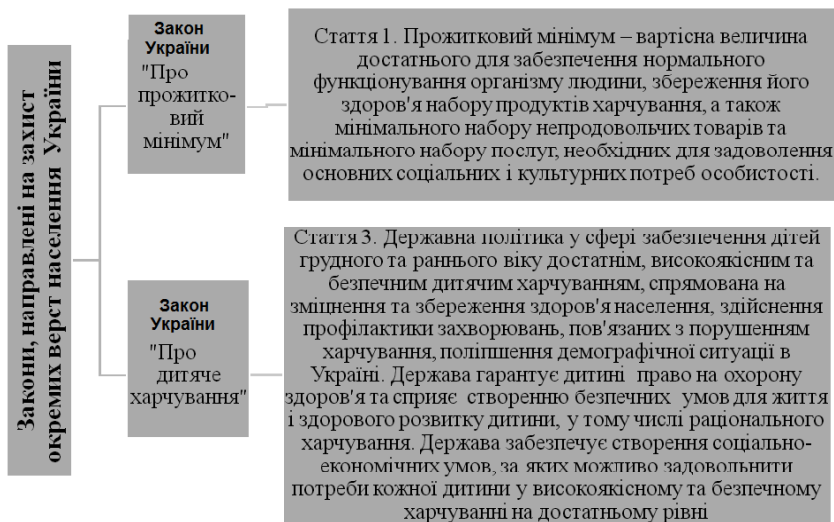 Закони, направлені на захист
окремих верст населення України
Закон
України
"Про
прожитко-
вий
мінімум"
Стаття 1. Прожитковий мінімум – вартісна величина
достатнього для забезпечення нормального
функціонування організму людини, збереження його
здоров'я набору продуктів харчування, а також
мінімального набору непродовольчих товарів та
мінімального набору послуг, необхідних для задоволення
основних соціальних і культурних потреб особистості.
Закон
України
"Про
дитяче
харчування"
Стаття 3. Державна політика у сфері забезпечення дітей
грудного та раннього віку достатнім, високоякісним та
безпечним дитячим харчуванням, спрямована на
зміцнення та збереження здоров'я населення, здійснення
профілактики захворювань, пов'язаних з порушенням
харчування, поліпшення демографічної ситуації в
Україні. Держава гарантує дитині право на охорону
здоров'я та сприяє створенню безпечних умов для життя
і здорового розвитку дитини, у тому числі раціонального
харчування. Держава забезпечує створення соціально-
економічних умов, за яких можливо задовольнити
потреби кожної дитини у високоякісному та безпечному
харчуванні на достатньому рівні